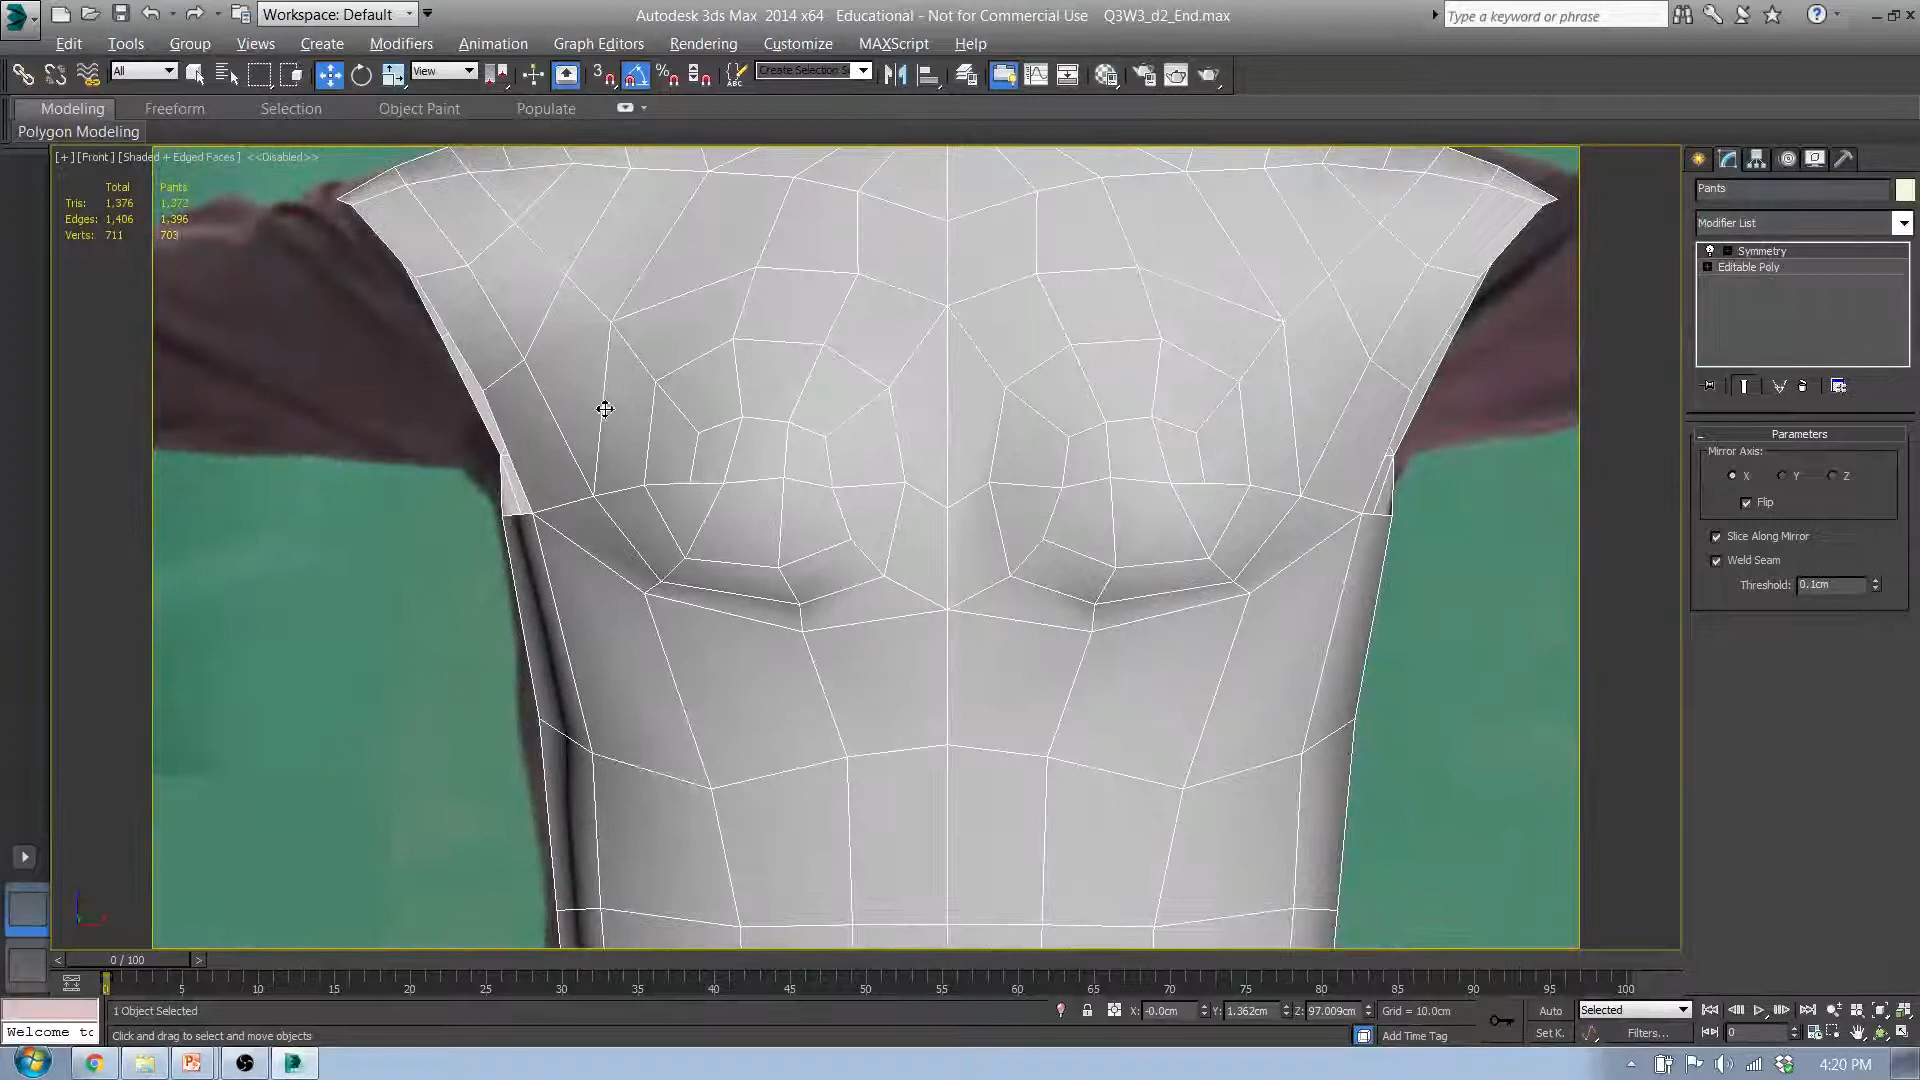 Workspace: Default
Autodesk 3ds Max 2014 x64 Educational - Not for Commercial Use Q3W3_d2_End.max
Type a keyword or phrase
Edit Tools Group Views Create Modifiers Animation Graph Editors Rendering Customize MAXScript Help
All View Create Selection S
Modeling Freeform Selection Object Paint Populate
Polygon Modeling
[+] [Front] [Shaded + Edged Faces] <<Disabled>>
Total Pants
Tris: 1,376 1,372
Edges: 1,406 1,396
Verts: 711 703
Pants
Modifier List
Symmetry
Editable Poly
Parameters
Mirror Axis:
X Y Z
Flip
Slice Along Mirror
Weld Seam
Threshold: 0.1cm
< 0 / 100 >
5 10 15 20 25 30 35 40 45 50 55 60 65 70 75 80 85 90 95 100
1 Object Selected X: -0.0cm Y: 1.362cm Z: 97.009cm Grid = 10.0cm Auto Selected
Welcome to Click and drag to select and move objects Add Time Tag Set K. Filters... 0
4:20 PM